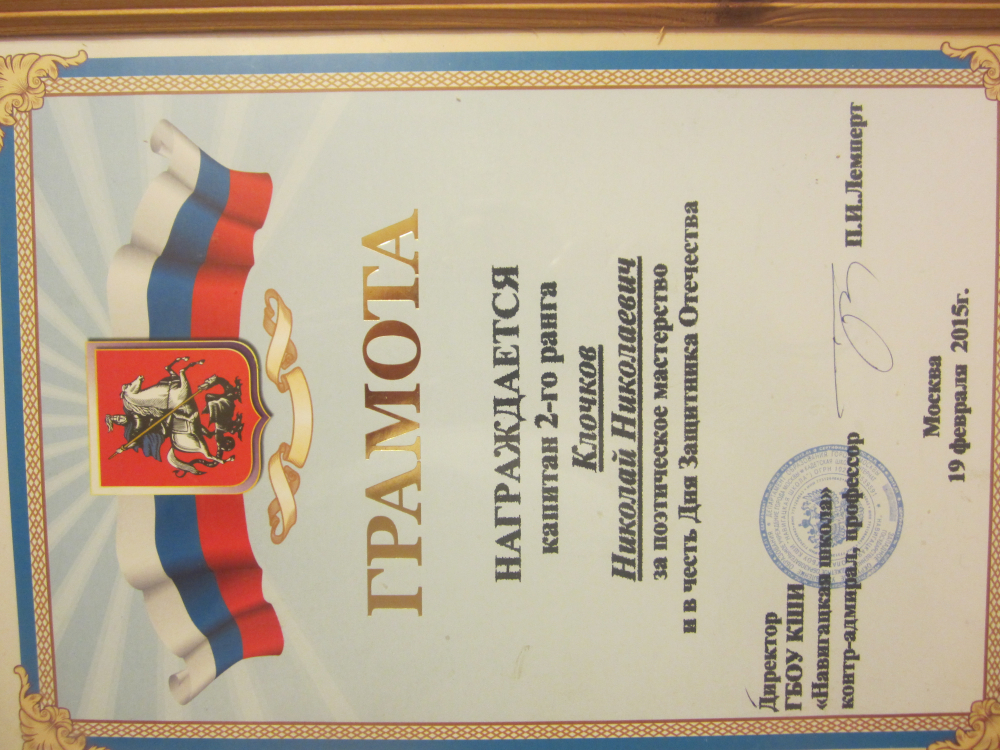 ГРАМОТА
НАГРАЖДАЕТСЯ
капитан 2-го ранга
Клочков
Николай Николаевич
за поэтическое мастерство
и в честь Дня Защитника Отечества
Директор
ГБОУ КШИ
«Навигацкая школа»
контр-адмирал, профессор П.И.Лемперт
Москва
19 февраля 2015г.